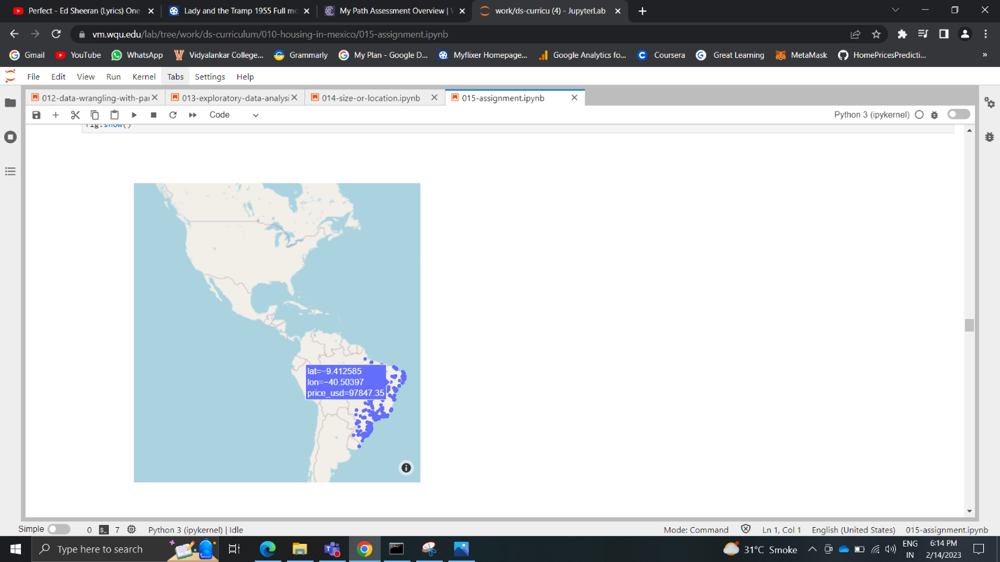 Perfect - Ed Sheeran (Lyrics) One
Lady and the Tramp 1955 Full mo
My Path Assessment Overview | W
work/ds-curricu (4) - JupyterLab
vm.wqu.edu/lab/tree/work/ds-curriculum/010-housing-in-mexico/015-assignment.ipynb
Gmail YouTube WhatsApp Vidyalankar College... Grammarly My Plan - Google D... Myflixer Homepage... Google Analytics fo... Coursera Great Learning MetaMask HomePricesPredicti... »
File Edit View Run Kernel Tabs Settings Help
012-data-wrangling-with-pa
013-exploratory-data-analysi
014-size-or-location.ipynb
015-assignment.ipynb
Code
Python 3 (ipykernel)
fig.show()
lat=−9.412585
lon=−40.50397
price_usd=97847.35
Simple 0 7 Python 3 (ipykernel) | Idle Mode: Command Ln 1, Col 1 English (United States) 015-assignment.ipynb
Type here to search
31°C Smoke
ENG
IN
6:14 PM
2/14/2023